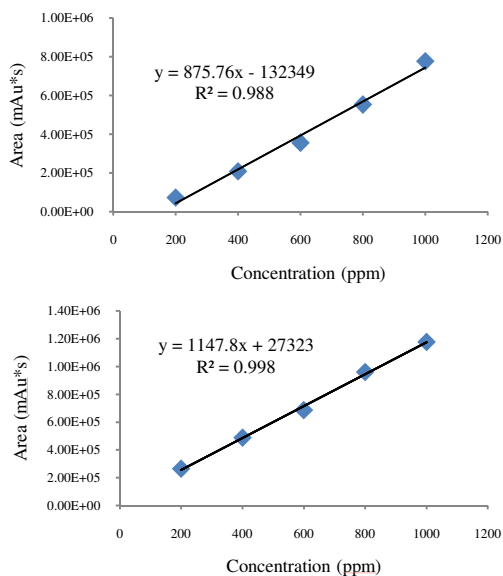 1.00E+06
8.00E+05
6.00E+05
4.00E+05
2.00E+05
0.00E+00
Area (mAu*s)
y = 875.76x - 132349
R² = 0.988
0 200 400 600 800 1000 1200
Concentration (ppm)
1.40E+06
1.20E+06
1.00E+06
8.00E+05
6.00E+05
4.00E+05
2.00E+05
0.00E+00
Area (mAu*s)
y = 1147.8x + 27323
R² = 0.998
0 200 400 600 800 1000 1200
Concentration (ppm)